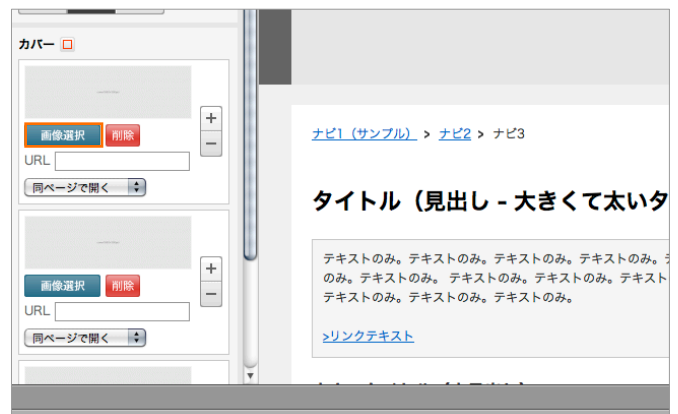 カバー
画像選択 削除
+
−
URL
同ページで開く
画像選択 削除
+
−
URL
同ページで開く
ナビ1（サンプル） > ナビ2 > ナビ3
タイトル（見出し - 大きくて太いタ
テキストのみ。テキストのみ。テキストのみ。テキストのみ。
のみ。テキストのみ。 テキストのみ。テキストのみ。テキスト
テキストのみ。テキストのみ。テキストのみ。
>リンクテキスト